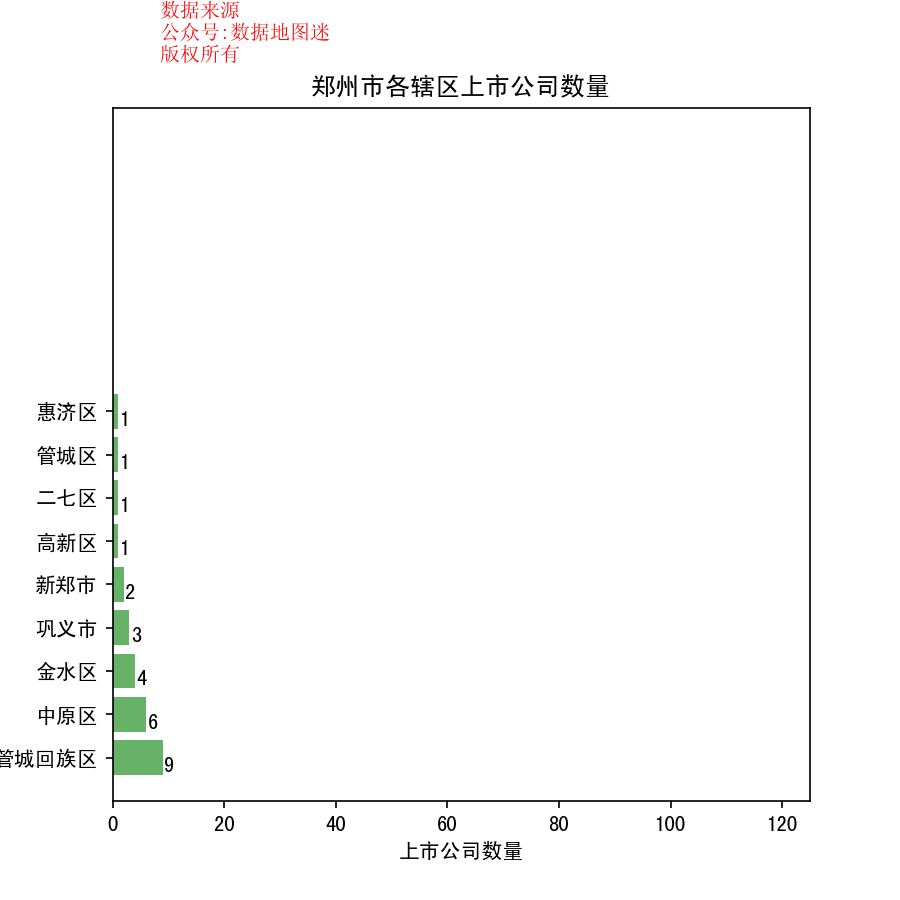 数据来源
公众号:数据地图迷
版权所有
郑州市各辖区上市公司数量
惠济区
1
管城区
1
二七区
1
高新区
1
新郑市
2
巩义市
3
金水区
4
中原区
6
管城回族区
9
0 20 40 60 80 100 120
上市公司数量